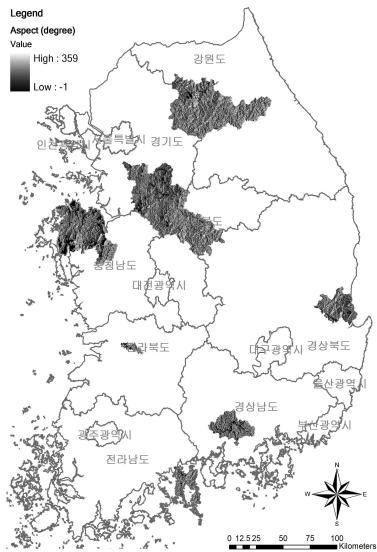 Legend
Aspect (degree)
Value
High : 359
Low : -1
강원도
경기도
충청남도
대전광역시
전라북도
대구광역시
경상북도
울산광역시
경상남도
부산광역시
광주광역시
전라남도
N
W
E
S
0 12.5 25 50 75 100
Kilometers